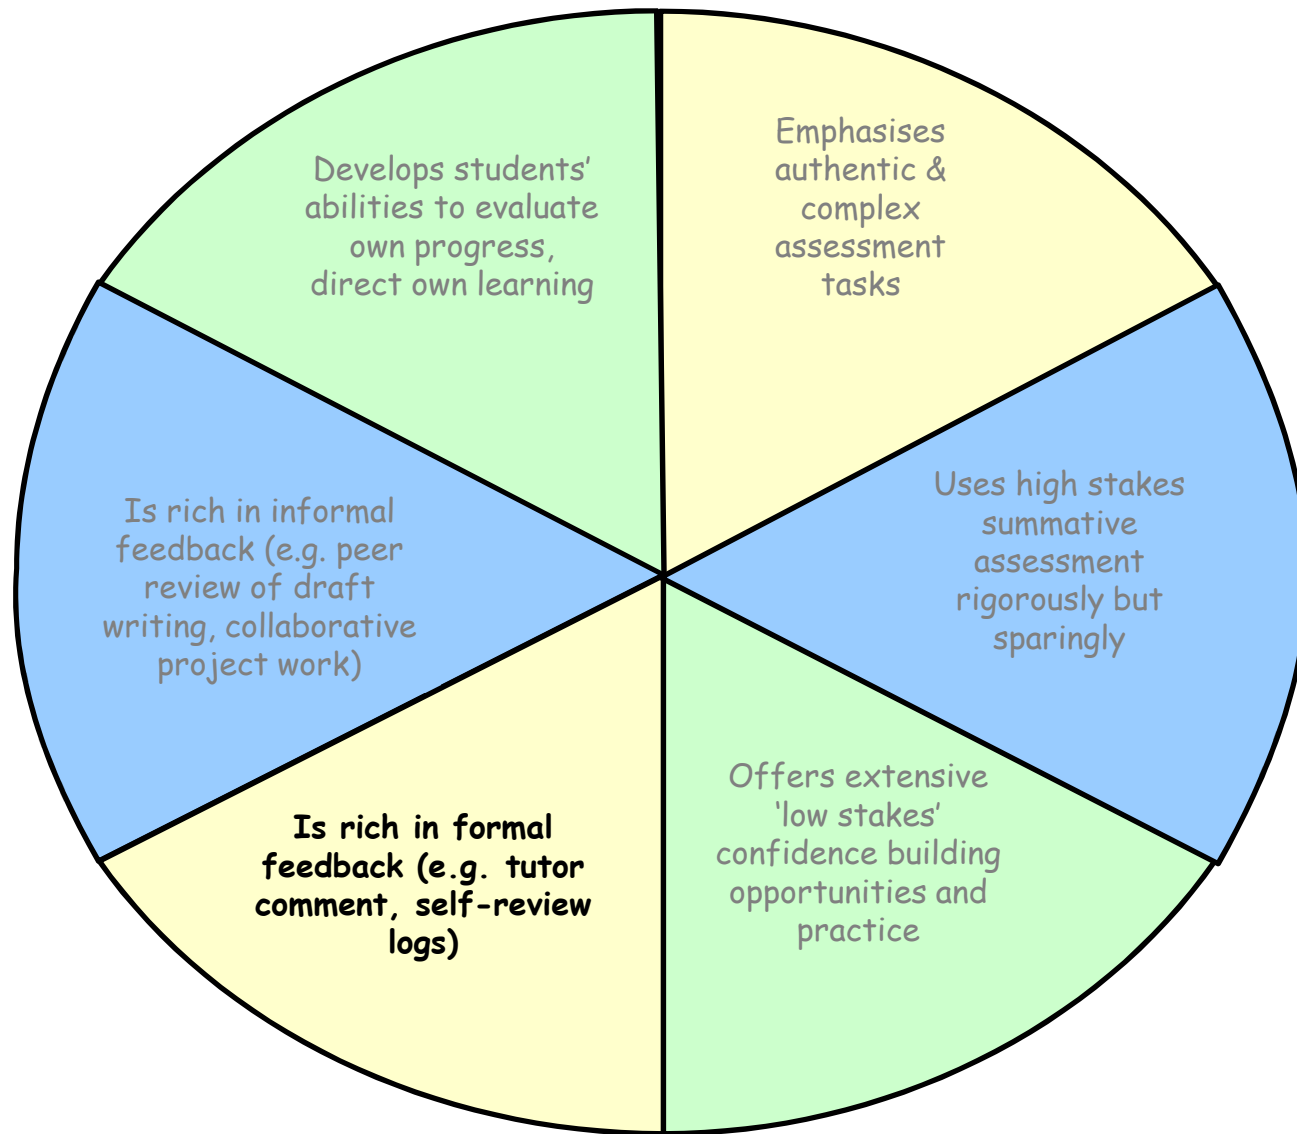 Emphasises
authentic &
complex
assessment
tasks
Uses high stakes
summative
assessment
rigorously but
sparingly
Offers extensive
‘low stakes’
confidence building
opportunities and
practice
Is rich in formal
feedback (e.g. tutor
comment, self-review
logs)
Is rich in informal
feedback (e.g. peer
review of draft
writing, collaborative
project work)
Develops students’
abilities to evaluate
own progress,
direct own learning